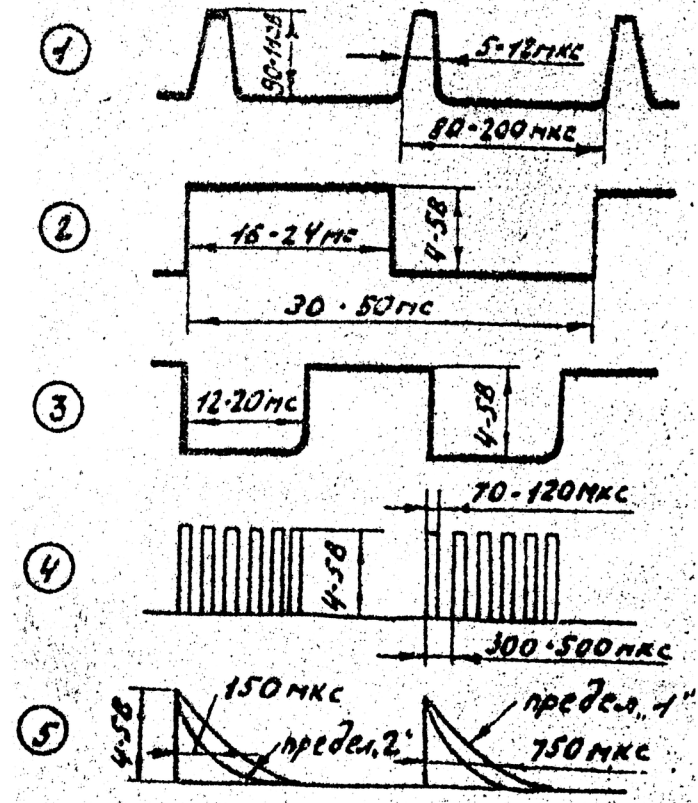 1
90-113В
5-12мкс
80-200мкс
2
16-24мс
4-5В
30-50мс
3
12-20мс
4-5В
70-120мкс
4
4-5В
300-500мкс
5
4-5В
150мкс
предел„2"
предел„1"
750мкс